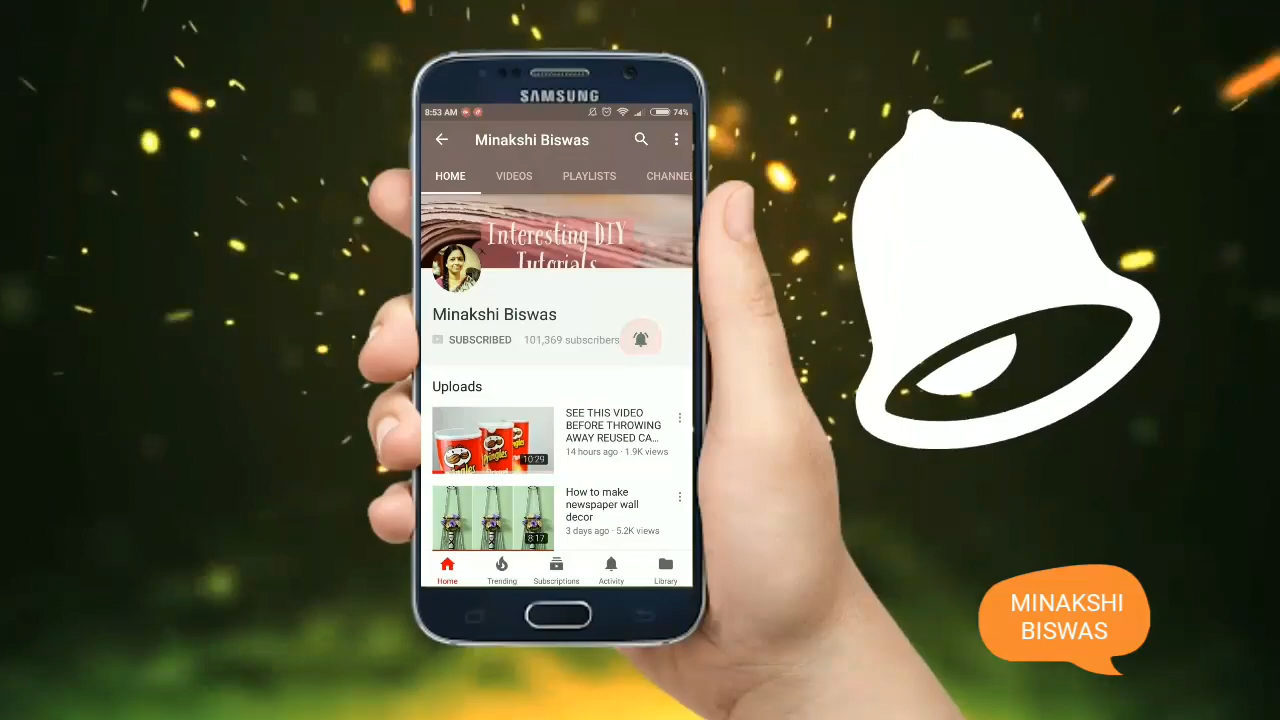 SAMSUNG
8:53 AM
74%
Minakshi Biswas
HOME VIDEOS PLAYLISTS CHANNEL
Interesting DIY
Tutorials
Minakshi Biswas
SUBSCRIBED 101,369 subscribers
Uploads
SEE THIS VIDEO
BEFORE THROWING
AWAY REUSED CA...
14 hours ago · 1.9K views
Pringles
Pringles
10:29
How to make
newspaper wall
decor
3 days ago · 5.2K views
8:17
Home Trending Subscriptions Activity Library
MINAKSHI
BISWAS